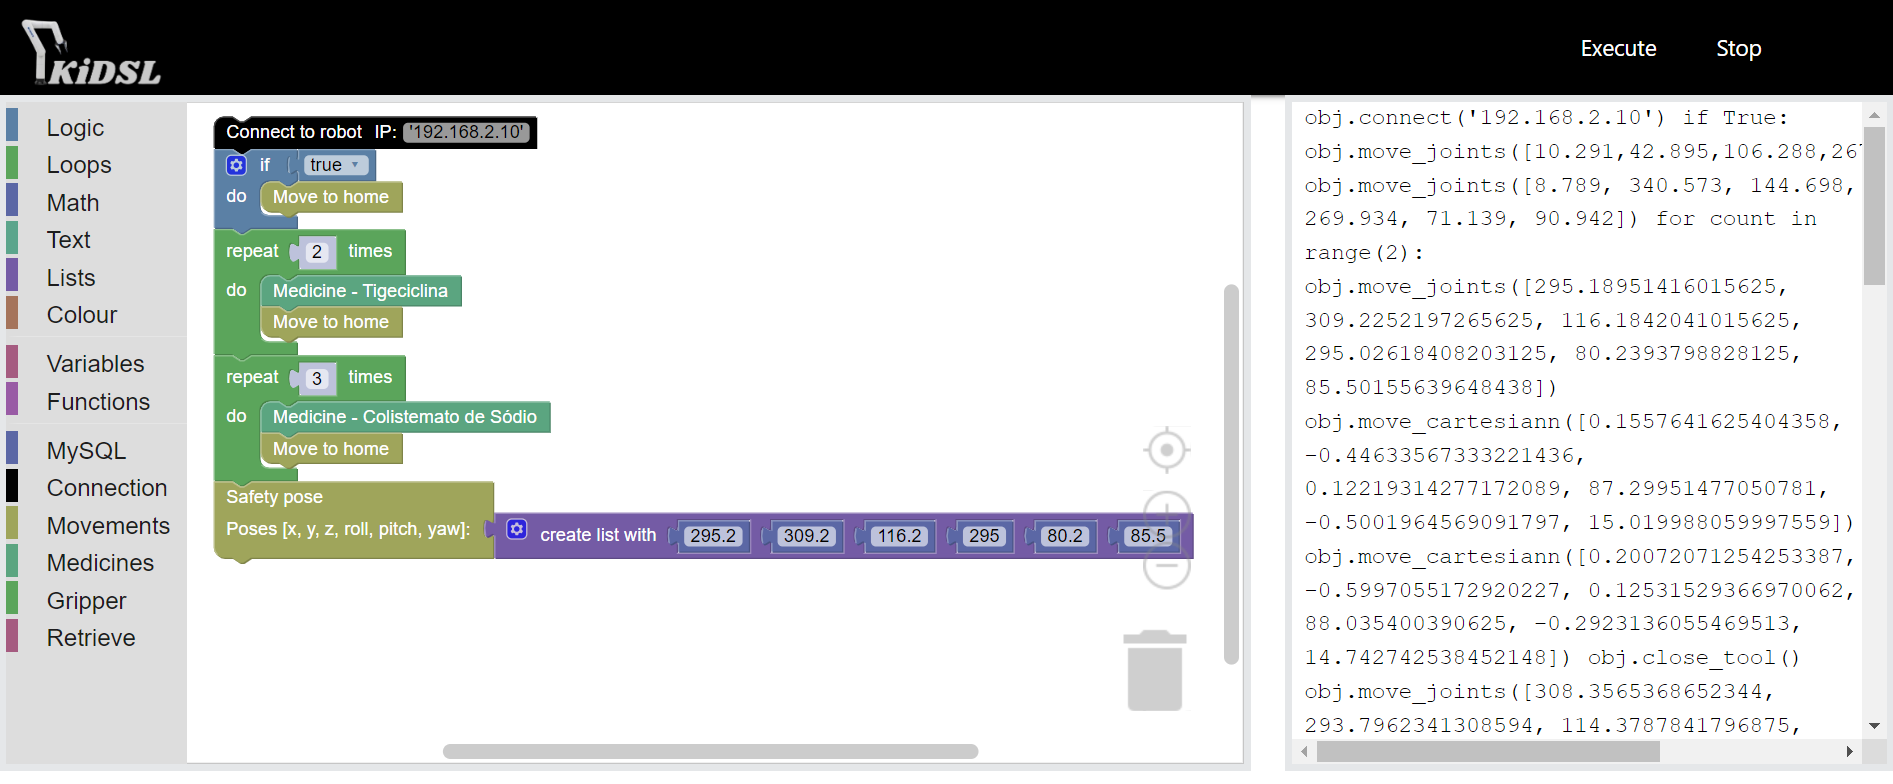 KiDSL
Execute
Stop
Logic
Loops
Math
Text
Lists
Colour
Variables
Functions
MySQL
Connection
Movements
Medicines
Gripper
Retrieve
Connect to robot IP: '192.168.2.10'
if true
do Move to home
repeat 2 times
do Medicine - Tigeciclina
Move to home
repeat 3 times
do Medicine - Colistemato de Sódio
Move to home
Safety pose
Poses [x, y, z, roll, pitch, yaw]: create list with 295.2 309.2 116.2 295 80.2 85.5
obj.connect('192.168.2.10') if True:
obj.move_joints([10.291,42.895,106.288,267
obj.move_joints([8.789, 340.573, 144.698,
269.934, 71.139, 90.942]) for count in
range(2):
obj.move_joints([295.18951416015625,
309.2252197265625, 116.1842041015625,
295.02618408203125, 80.2393798828125,
85.50155639648438])
obj.move_cartesiann([0.1557641625404358,
-0.44633567333221436,
0.12219314277172089, 87.29951477050781,
-0.5001964569091797, 15.019988059997559])
obj.move_cartesiann([0.20072071254253387,
-0.5997055172920227, 0.12531529366970062,
88.035400390625, -0.2923136055469513,
14.742742538452148]) obj.close_tool()
obj.move_joints([308.3565368652344,
293.7962341308594, 114.3787841796875,